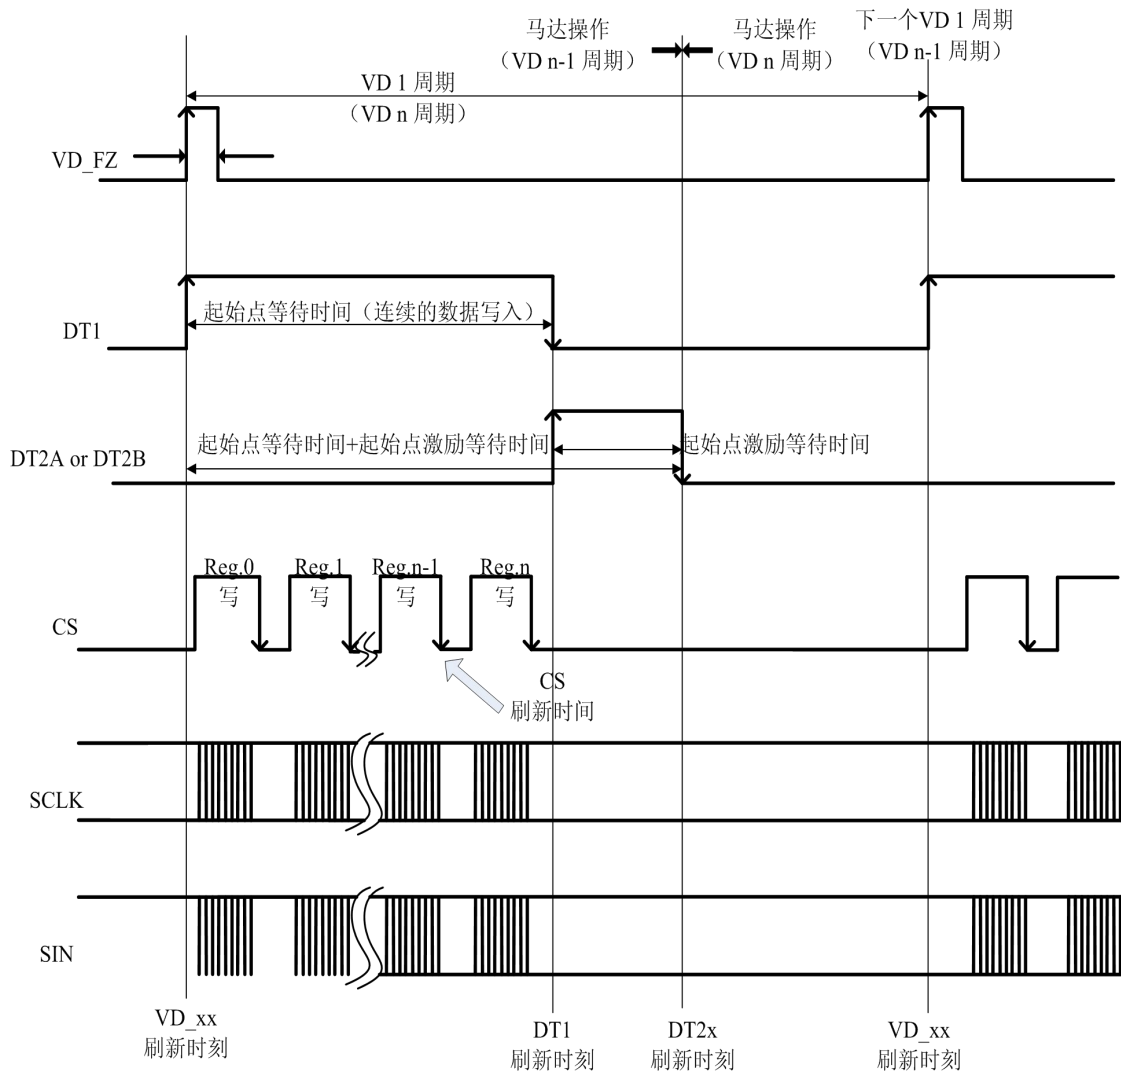 马达操作
（VD n-1 周期）
马达操作
（VD n 周期）
下一个VD 1 周期
（VD n-1 周期）
VD 1 周期
（VD n 周期）
VD_FZ
起始点等待时间（连续的数据写入）
DT1
起始点等待时间+起始点激励等待时间
起始点激励等待时间
DT2A or DT2B
Reg.0
写
Reg.1
写
Reg.n-1
写
Reg.n
写
CS
CS
刷新时间
SCLK
SIN
VD_xx
刷新时刻
DT1
刷新时刻
DT2x
刷新时刻
VD_xx
刷新时刻